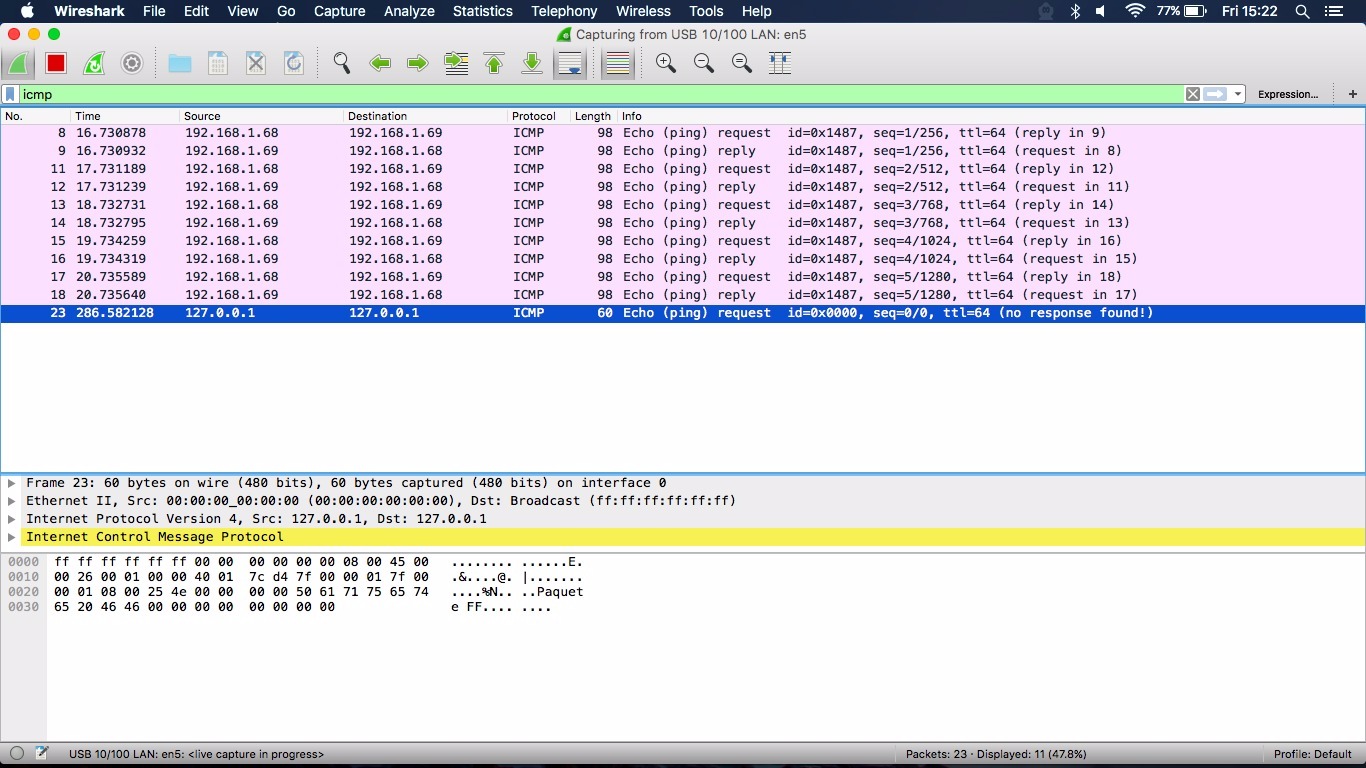 Wireshark File Edit View Go Capture Analyze Statistics Telephony Wireless Tools Help 77% Fri 15:22
Capturing from USB 10/100 LAN: en5
icmp Expression... +
No. Time Source Destination Protocol Length Info
8 16.730878 192.168.1.68 192.168.1.69 ICMP 98 Echo (ping) request id=0x1487, seq=1/256, ttl=64 (reply in 9)
9 16.730932 192.168.1.69 192.168.1.68 ICMP 98 Echo (ping) reply id=0x1487, seq=1/256, ttl=64 (request in 8)
11 17.731189 192.168.1.68 192.168.1.69 ICMP 98 Echo (ping) request id=0x1487, seq=2/512, ttl=64 (reply in 12)
12 17.731239 192.168.1.69 192.168.1.68 ICMP 98 Echo (ping) reply id=0x1487, seq=2/512, ttl=64 (request in 11)
13 18.732731 192.168.1.68 192.168.1.69 ICMP 98 Echo (ping) request id=0x1487, seq=3/768, ttl=64 (reply in 14)
14 18.732795 192.168.1.69 192.168.1.68 ICMP 98 Echo (ping) reply id=0x1487, seq=3/768, ttl=64 (request in 13)
15 19.734259 192.168.1.68 192.168.1.69 ICMP 98 Echo (ping) request id=0x1487, seq=4/1024, ttl=64 (reply in 16)
16 19.734319 192.168.1.69 192.168.1.68 ICMP 98 Echo (ping) reply id=0x1487, seq=4/1024, ttl=64 (request in 15)
17 20.735589 192.168.1.68 192.168.1.69 ICMP 98 Echo (ping) request id=0x1487, seq=5/1280, ttl=64 (reply in 18)
18 20.735640 192.168.1.69 192.168.1.68 ICMP 98 Echo (ping) reply id=0x1487, seq=5/1280, ttl=64 (request in 17)
23 286.582128 127.0.0.1 127.0.0.1 ICMP 60 Echo (ping) request id=0x0000, seq=0/0, ttl=64 (no response found!)
Frame 23: 60 bytes on wire (480 bits), 60 bytes captured (480 bits) on interface 0
Ethernet II, Src: 00:00:00_00:00:00 (00:00:00:00:00:00), Dst: Broadcast (ff:ff:ff:ff:ff:ff)
Internet Protocol Version 4, Src: 127.0.0.1, Dst: 127.0.0.1
Internet Control Message Protocol
0000 ff ff ff ff ff ff 00 00 00 00 00 00 08 00 45 00 ........ ......E.
0010 00 26 00 01 00 00 40 01 7c d4 7f 00 00 01 7f 00 .&....@. |.......
0020 00 01 08 00 25 4e 00 00 00 00 50 61 71 75 65 74 ....%N.. ..Paquet
0030 65 20 46 46 00 00 00 00 00 00 00 00 e FF.... ....
USB 10/100 LAN: en5: <live capture in progress> Packets: 23 · Displayed: 11 (47.8%) Profile: Default